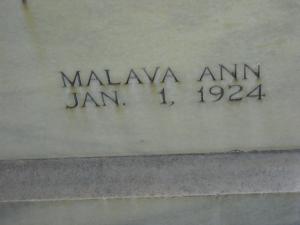 MALAVA ANN
JAN. 1, 1924